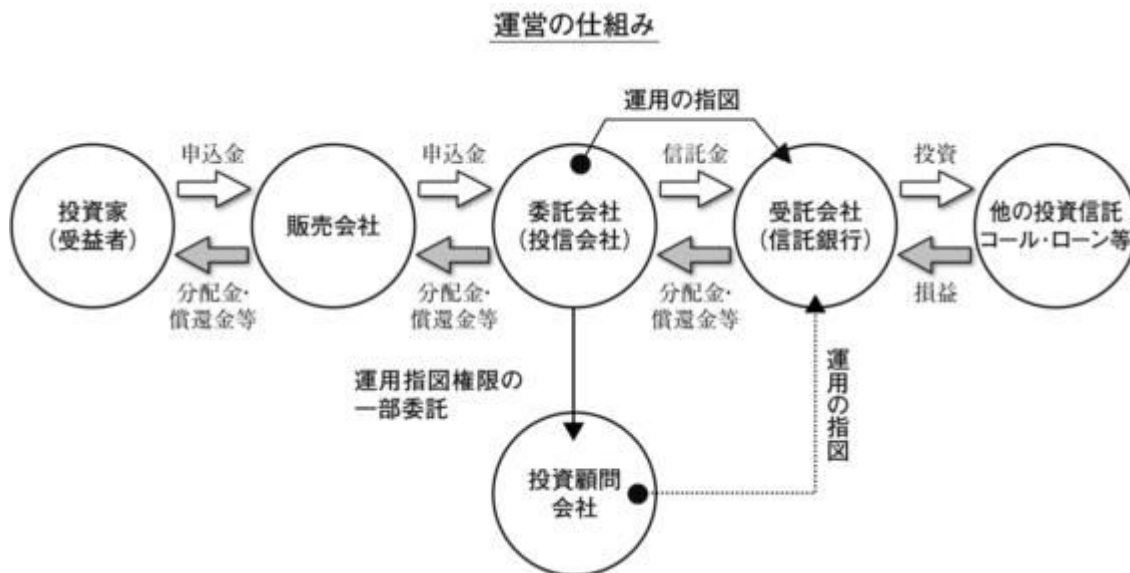 運営の仕組み
運用の指図
申込金
申込金
信託金
投資
投資家
(受益者)
販売会社
委託会社
(投信会社)
受託会社
(信託銀行)
他の投資信託
コール・ローン等
分配金・
償還金等
分配金・
償還金等
分配金・
償還金等
損益
運用指図権限の
一部委託
運用の指図
投資顧問
会社